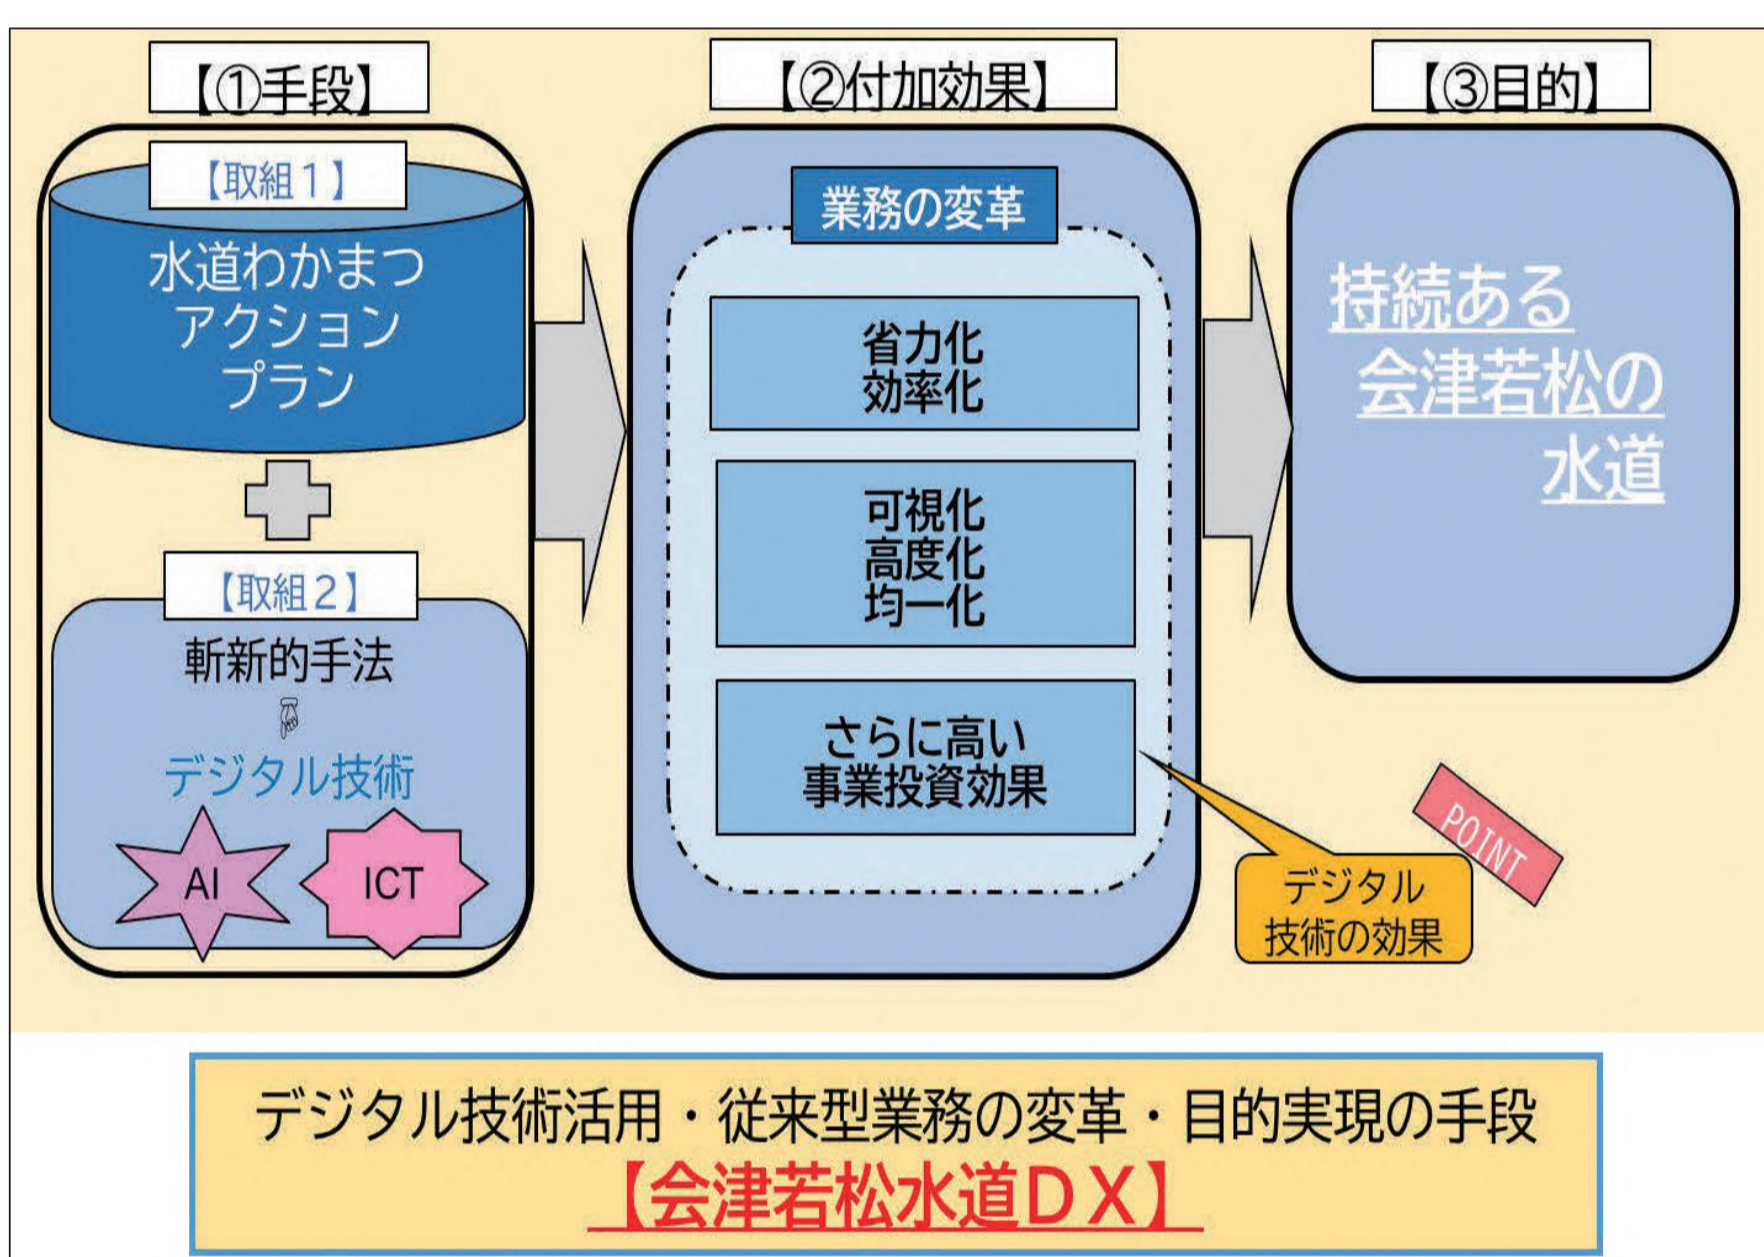 【①手段】
【取組１】
水道わかまつ
アクション
プラン
【取組２】
斬新的手法
☟
デジタル技術
AI
ICT
【②付加効果】
業務の変革
省力化
効率化
可視化
高度化
均一化
さらに高い
事業投資効果
デジタル
技術の効果
POINT
【③目的】
持続ある
会津若松の
水道
デジタル技術活用・従来型業務の変革・目的実現の手段
【会津若松水道ＤＸ】